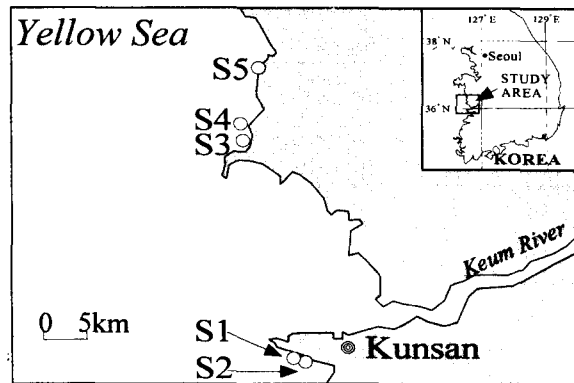 Yellow Sea
S5
S4
S3
0 5km
S1
S2
Kunsan
Keum River
127°E 129°E
38°N
Seoul
STUDY
AREA
36°N
KOREA